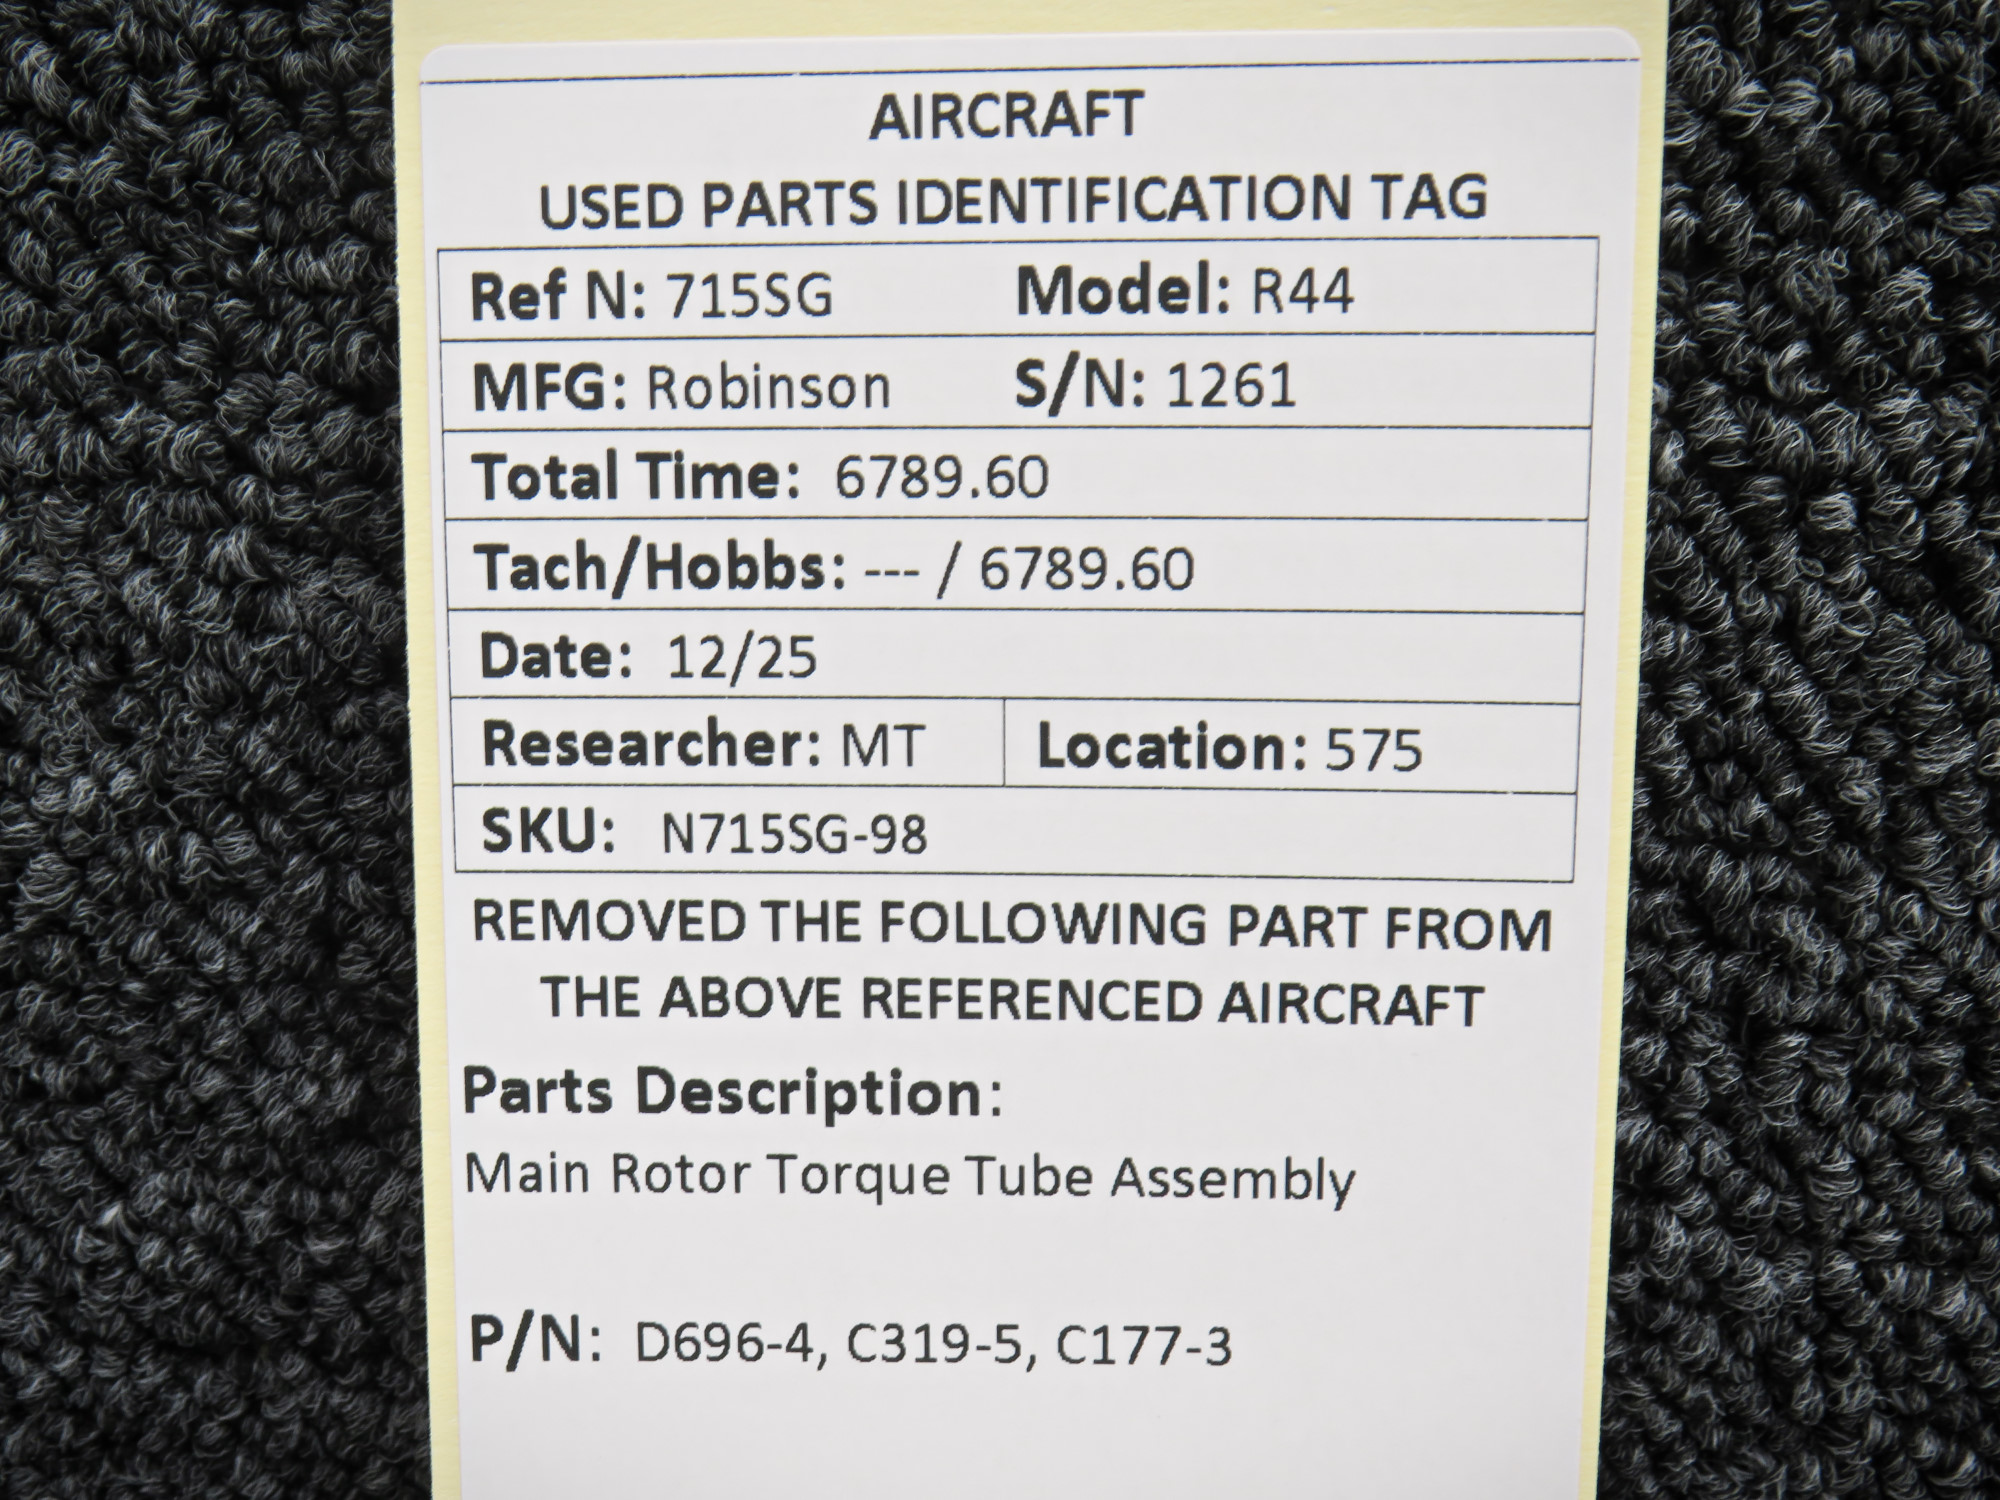 AIRCRAFT
USED PARTS IDENTIFICATION TAG
Ref N: 715SG Model: R44
MFG: Robinson S/N: 1261
Total Time: 6789.60
Tach/Hobbs: --- / 6789.60
Date: 12/25
Researcher: MT Location: 575
SKU: N715SG-98
REMOVED THE FOLLOWING PART FROM
THE ABOVE REFERENCED AIRCRAFT
Parts Description:
Main Rotor Torque Tube Assembly
P/N: D696-4, C319-5, C177-3